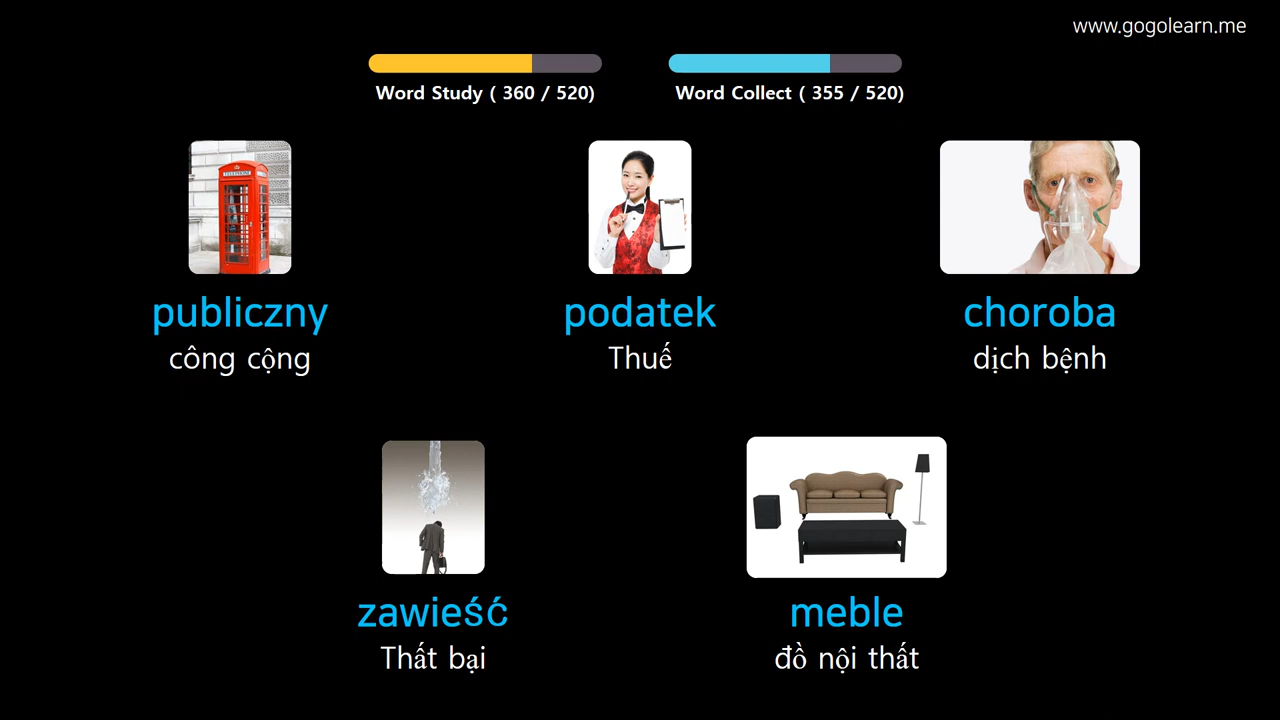 www.gogolearn.me
Word Study ( 360 / 520)
Word Collect ( 355 / 520)
TELEPHONE
publiczny
công cộng
podatek
Thuế
choroba
dịch bệnh
zawieść
Thất bại
meble
đồ nội thất